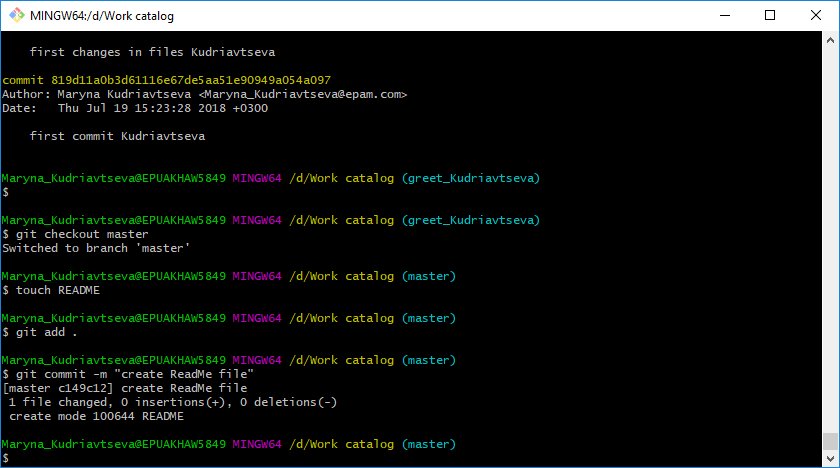 MINGW64:/d/Work catalog
first changes in files Kudriavtseva
commit 819d11a0b3d61116e67de5aa51e90949a054a097
Author: Maryna Kudriavtseva <Maryna_Kudriavtseva@epam.com>
Date:   Thu Jul 19 15:23:28 2018 +0300
first commit Kudriavtseva
Maryna_Kudriavtseva@EPUAKHAW5849 MINGW64 /d/Work catalog (greet_Kudriavtseva)
$
Maryna_Kudriavtseva@EPUAKHAW5849 MINGW64 /d/Work catalog (greet_Kudriavtseva)
$ git checkout master
Switched to branch 'master'
Maryna_Kudriavtseva@EPUAKHAW5849 MINGW64 /d/Work catalog (master)
$ touch README
Maryna_Kudriavtseva@EPUAKHAW5849 MINGW64 /d/Work catalog (master)
$ git add .
Maryna_Kudriavtseva@EPUAKHAW5849 MINGW64 /d/Work catalog (master)
$ git commit -m "create ReadMe file"
[master c149c12] create ReadMe file
1 file changed, 0 insertions(+), 0 deletions(-)
create mode 100644 README
Maryna_Kudriavtseva@EPUAKHAW5849 MINGW64 /d/Work catalog (master)
$